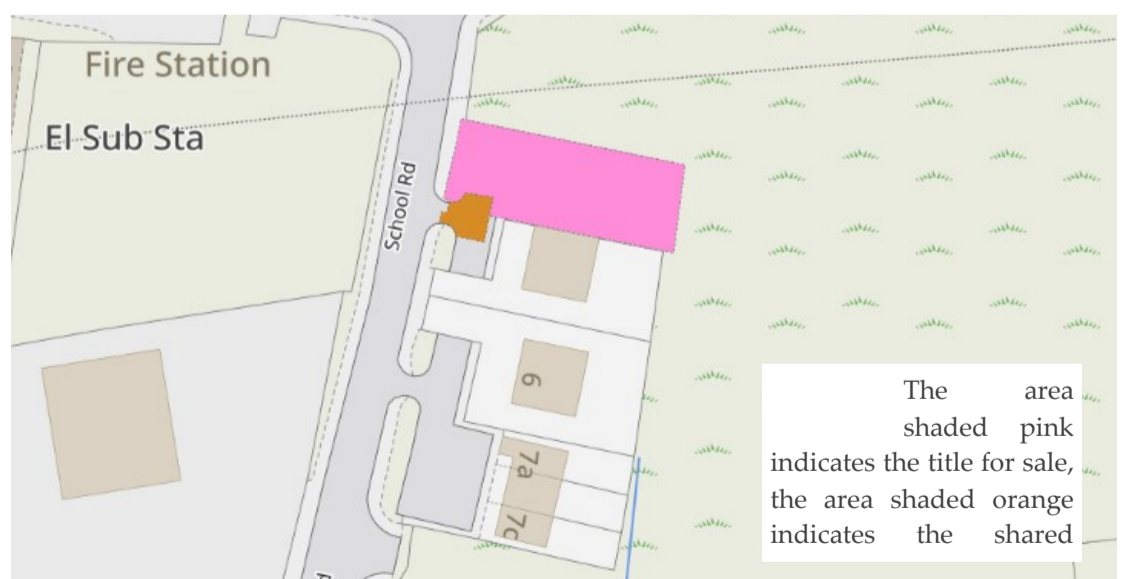 Fire Station
El Sub Sta
School Rd
6
7a
The area
shaded pink
indicates the title for sale,
the area shaded orange
indicates the shared